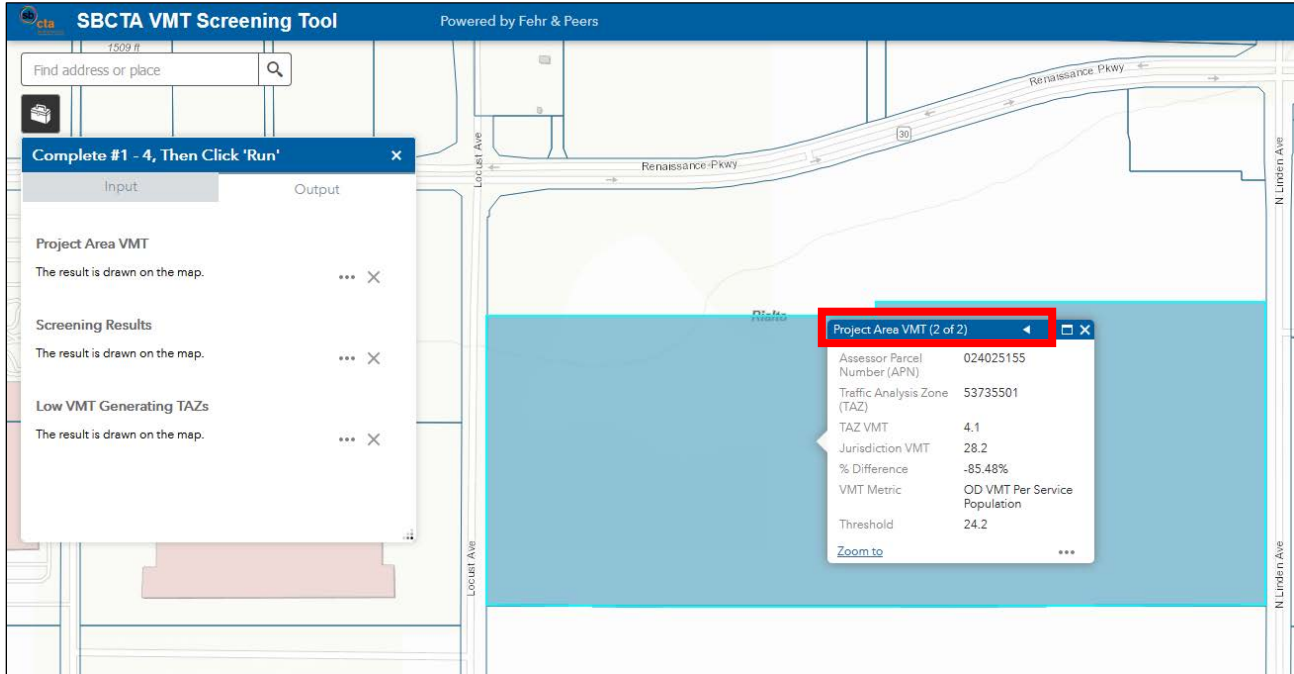 SBCTA VMT Screening Tool
Powered by Fehr & Peers
1509 ft
Find address or place
Complete #1 - 4, Then Click 'Run'
Input
Output
Project Area VMT
The result is drawn on the map.
Screening Results
The result is drawn on the map.
Low VMT Generating TAZs
The result is drawn on the map.
Renaissance Pkwy
30
Renaissance Pkwy
Locust Ave
N Linden Ave
Rialto
Project Area VMT (2 of 2)
Assessor Parcel 024025155
Number (APN)
Traffic Analysis Zone 53735501
(TAZ)
TAZ VMT 4.1
Jurisdiction VMT 28.2
% Difference -85.48%
VMT Metric OD VMT Per Service
Population
Threshold 24.2
Zoom to
Locust Ave
N Linden Ave